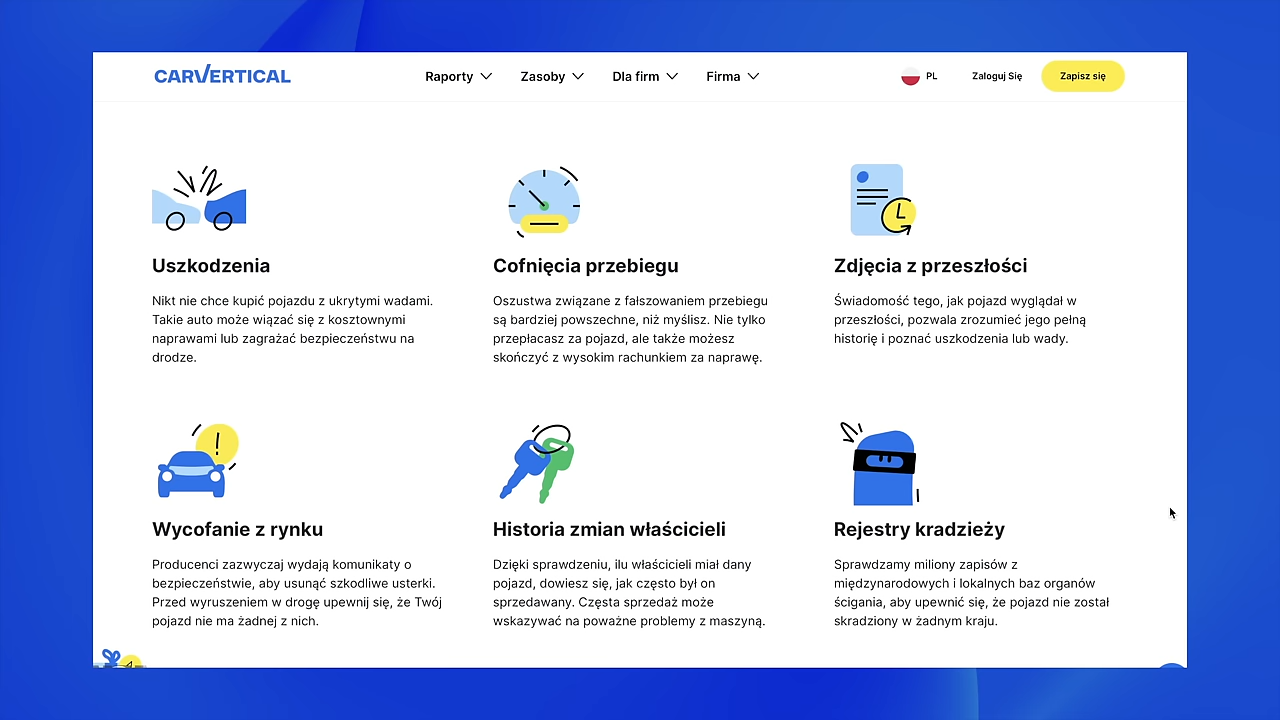 CARVERTICAL
Raporty
Zasoby
Dla firm
Firma
PL
Zaloguj Się
Zapisz się
Uszkodzenia
Nikt nie chce kupić pojazdu z ukrytymi wadami.
Takie auto może wiązać się z kosztownymi
naprawami lub zagrażać bezpieczeństwu na
drodze.
Cofnięcia przebiegu
Oszustwa związane z fałszowaniem przebiegu
są bardziej powszechne, niż myślisz. Nie tylko
przepłacasz za pojazd, ale także możesz
skończyć z wysokim rachunkiem za naprawę.
Zdjęcia z przeszłości
Świadomość tego, jak pojazd wyglądał w
przeszłości, pozwala zrozumieć jego pełną
historię i poznać uszkodzenia lub wady.
Wycofanie z rynku
Producenci zazwyczaj wydają komunikaty o
bezpieczeństwie, aby usunąć szkodliwe usterki.
Przed wyruszeniem w drogę upewnij się, że Twój
pojazd nie ma żadnej z nich.
Historia zmian właścicieli
Dzięki sprawdzeniu, ilu właścicieli miał dany
pojazd, dowiesz się, jak często był on
sprzedawany. Częsta sprzedaż może
wskazywać na poważne problemy z maszyną.
Rejestry kradzieży
Sprawdzamy miliony zapisów z
międzynarodowych i lokalnych baz organów
ścigania, aby upewnić się, że pojazd nie został
skradziony w żadnym kraju.